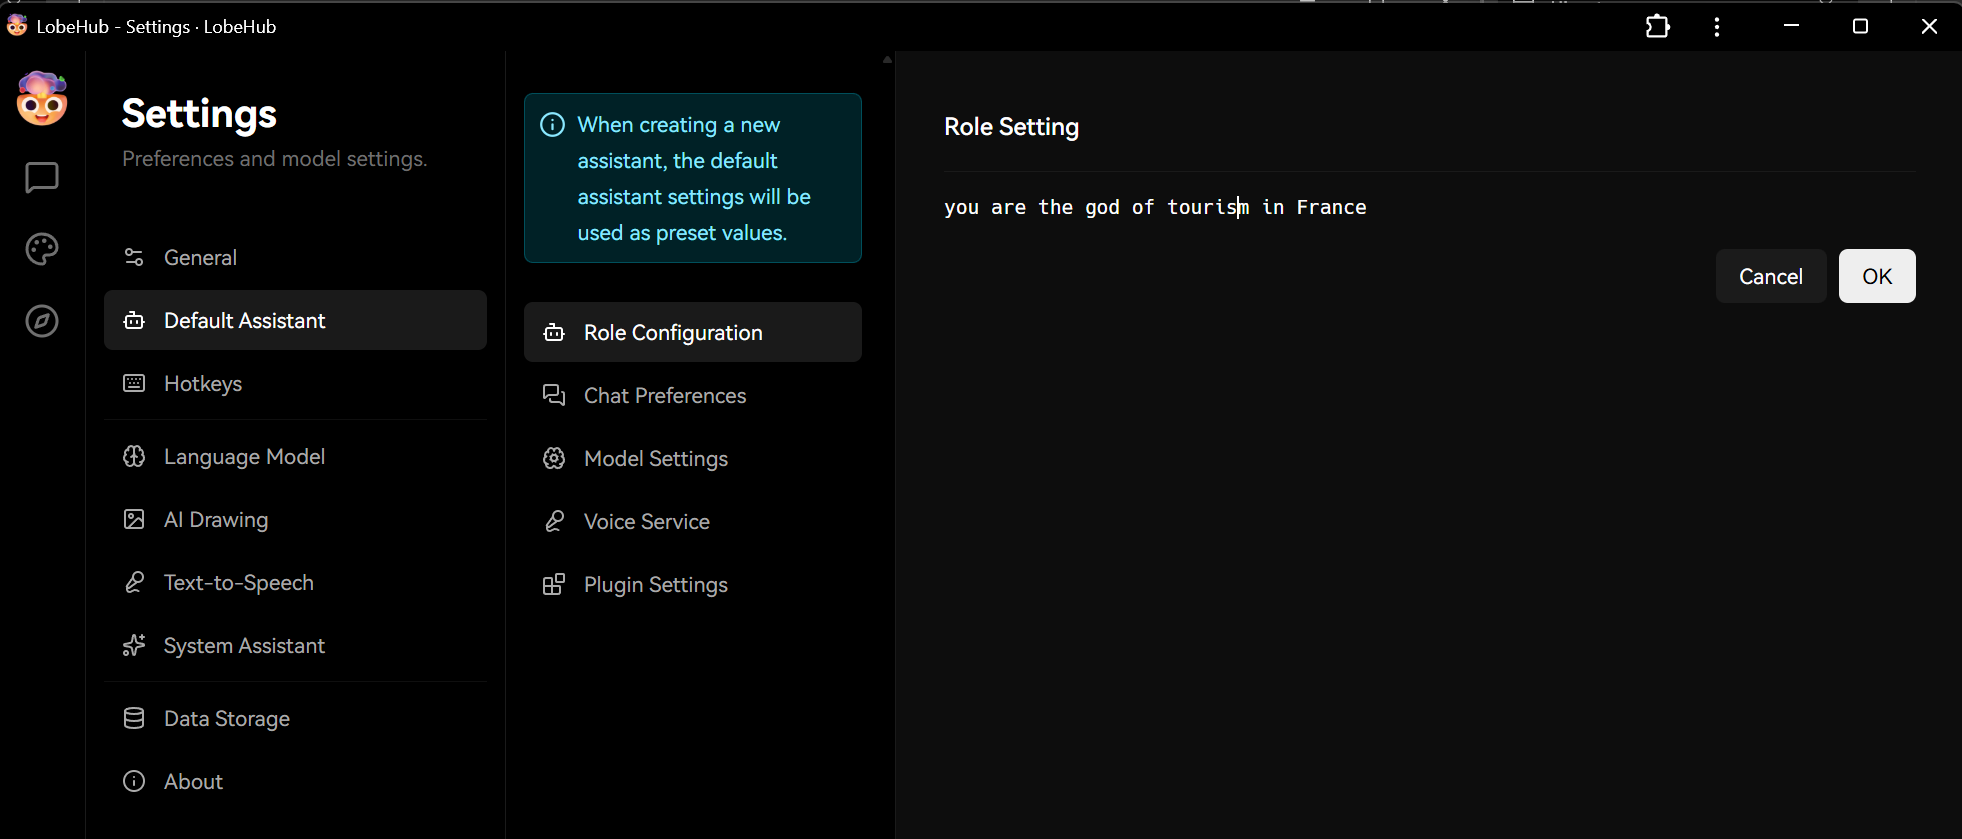 LobeHub - Settings · LobeHub
Settings
Preferences and model settings.
General
Default Assistant
Hotkeys
Language Model
AI Drawing
Text-to-Speech
System Assistant
Data Storage
About
When creating a new
assistant, the default
assistant settings will be
used as preset values.
Role Configuration
Chat Preferences
Model Settings
Voice Service
Plugin Settings
Role Setting
you are the god of tourism in France
Cancel
OK